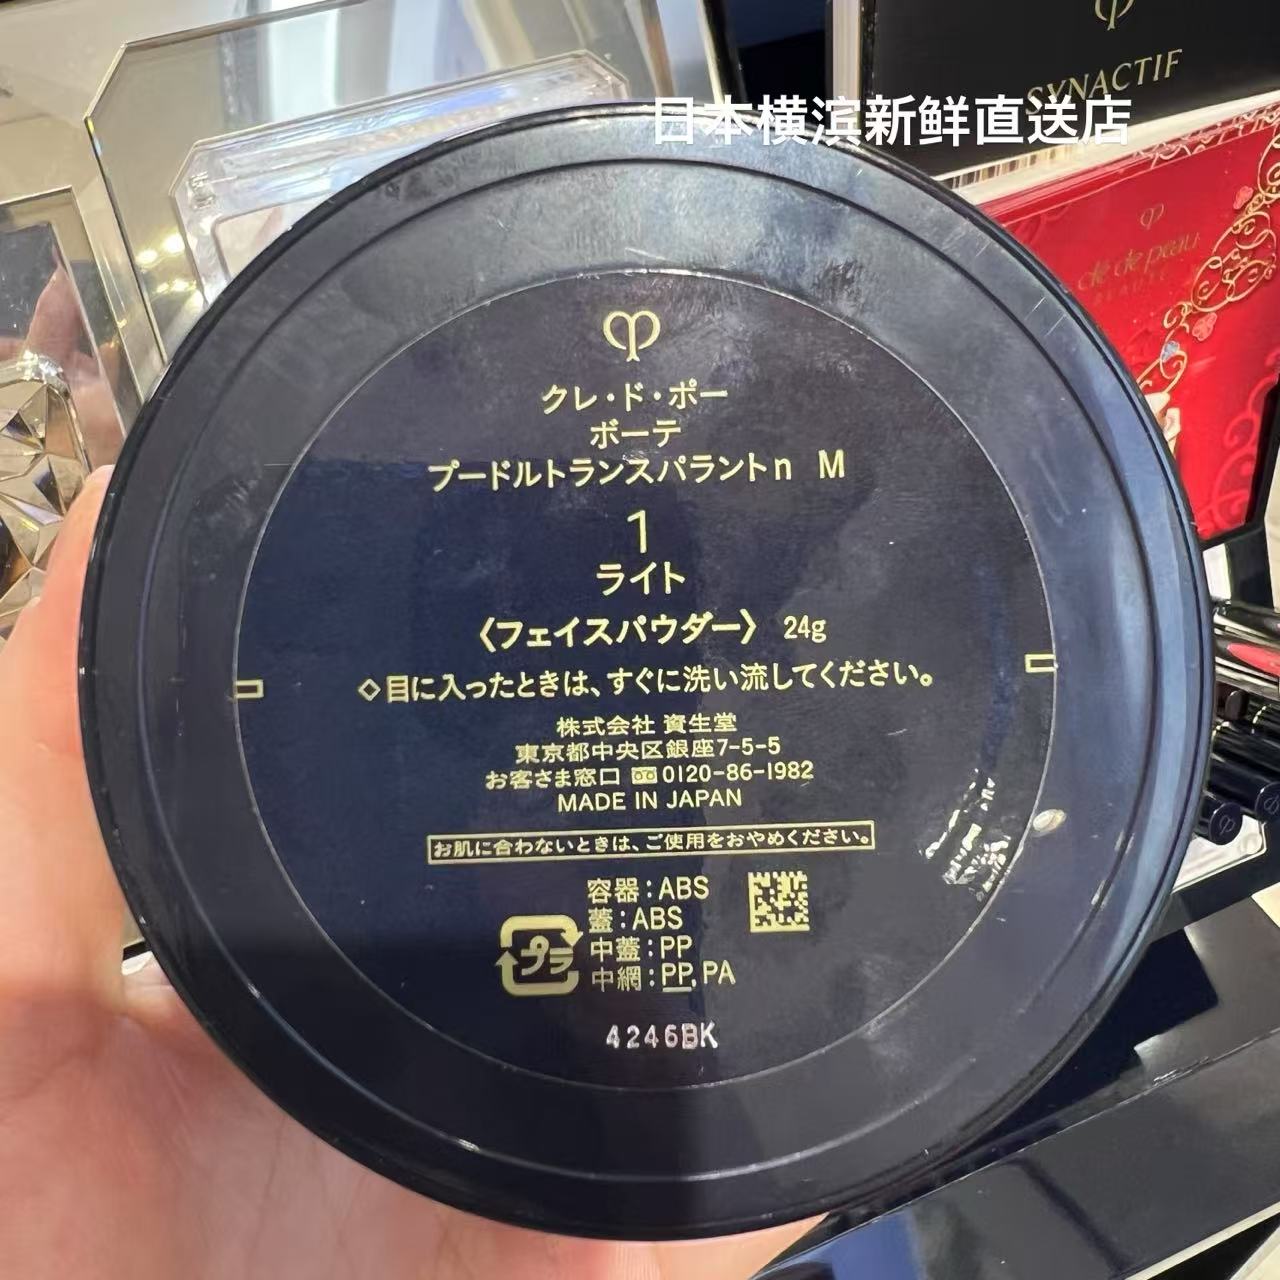 日本横滨新鲜直送店
SYNACTIF
clé de peau
BEAUTÉ
クレ・ド・ポー
ボーテ
プードルトランスパラントn M
1
ライト
〈フェイスパウダー〉 24g
◇目に入ったときは、すぐに洗い流してください。
株式会社 資生堂
東京都中央区銀座7-5-5
お客さま窓口 0120-86-1982
MADE IN JAPAN
お肌に合わないときは、ご使用をおやめください。
容器:ABS
蓋:ABS
中蓋:PP
中網:PP,PA
プラ
4246BK